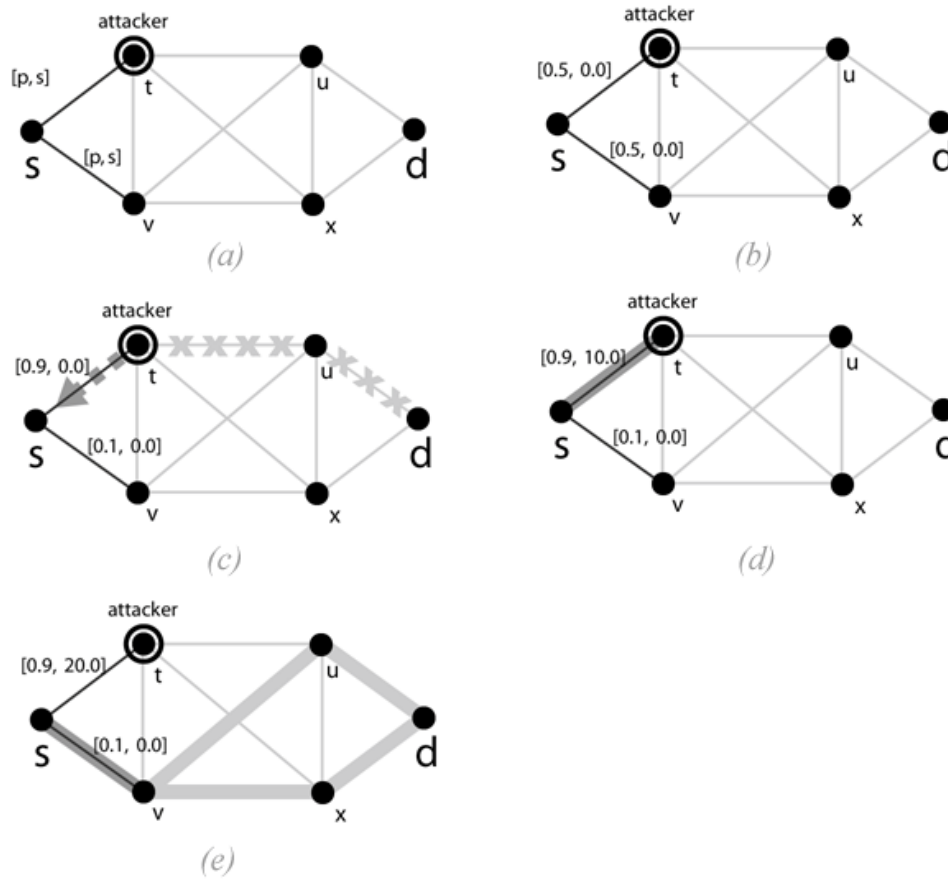 attacker
[p, s]
t
u
[p, s]
s
d
v
x
(a)
[0.5, 0.0]
t
u
[0.5, 0.0]
s
d
v
x
(b)
attacker
[0.9, 0.0]
t
u
[0.1, 0.0]
s
d
v
x
(c)
attacker
[0.9, 10.0]
t
u
[0.1, 0.0]
s
v
x
(d)
attacker
[0.9, 20.0]
t
u
[0.1, 0.0]
s
d
v
x
(e)